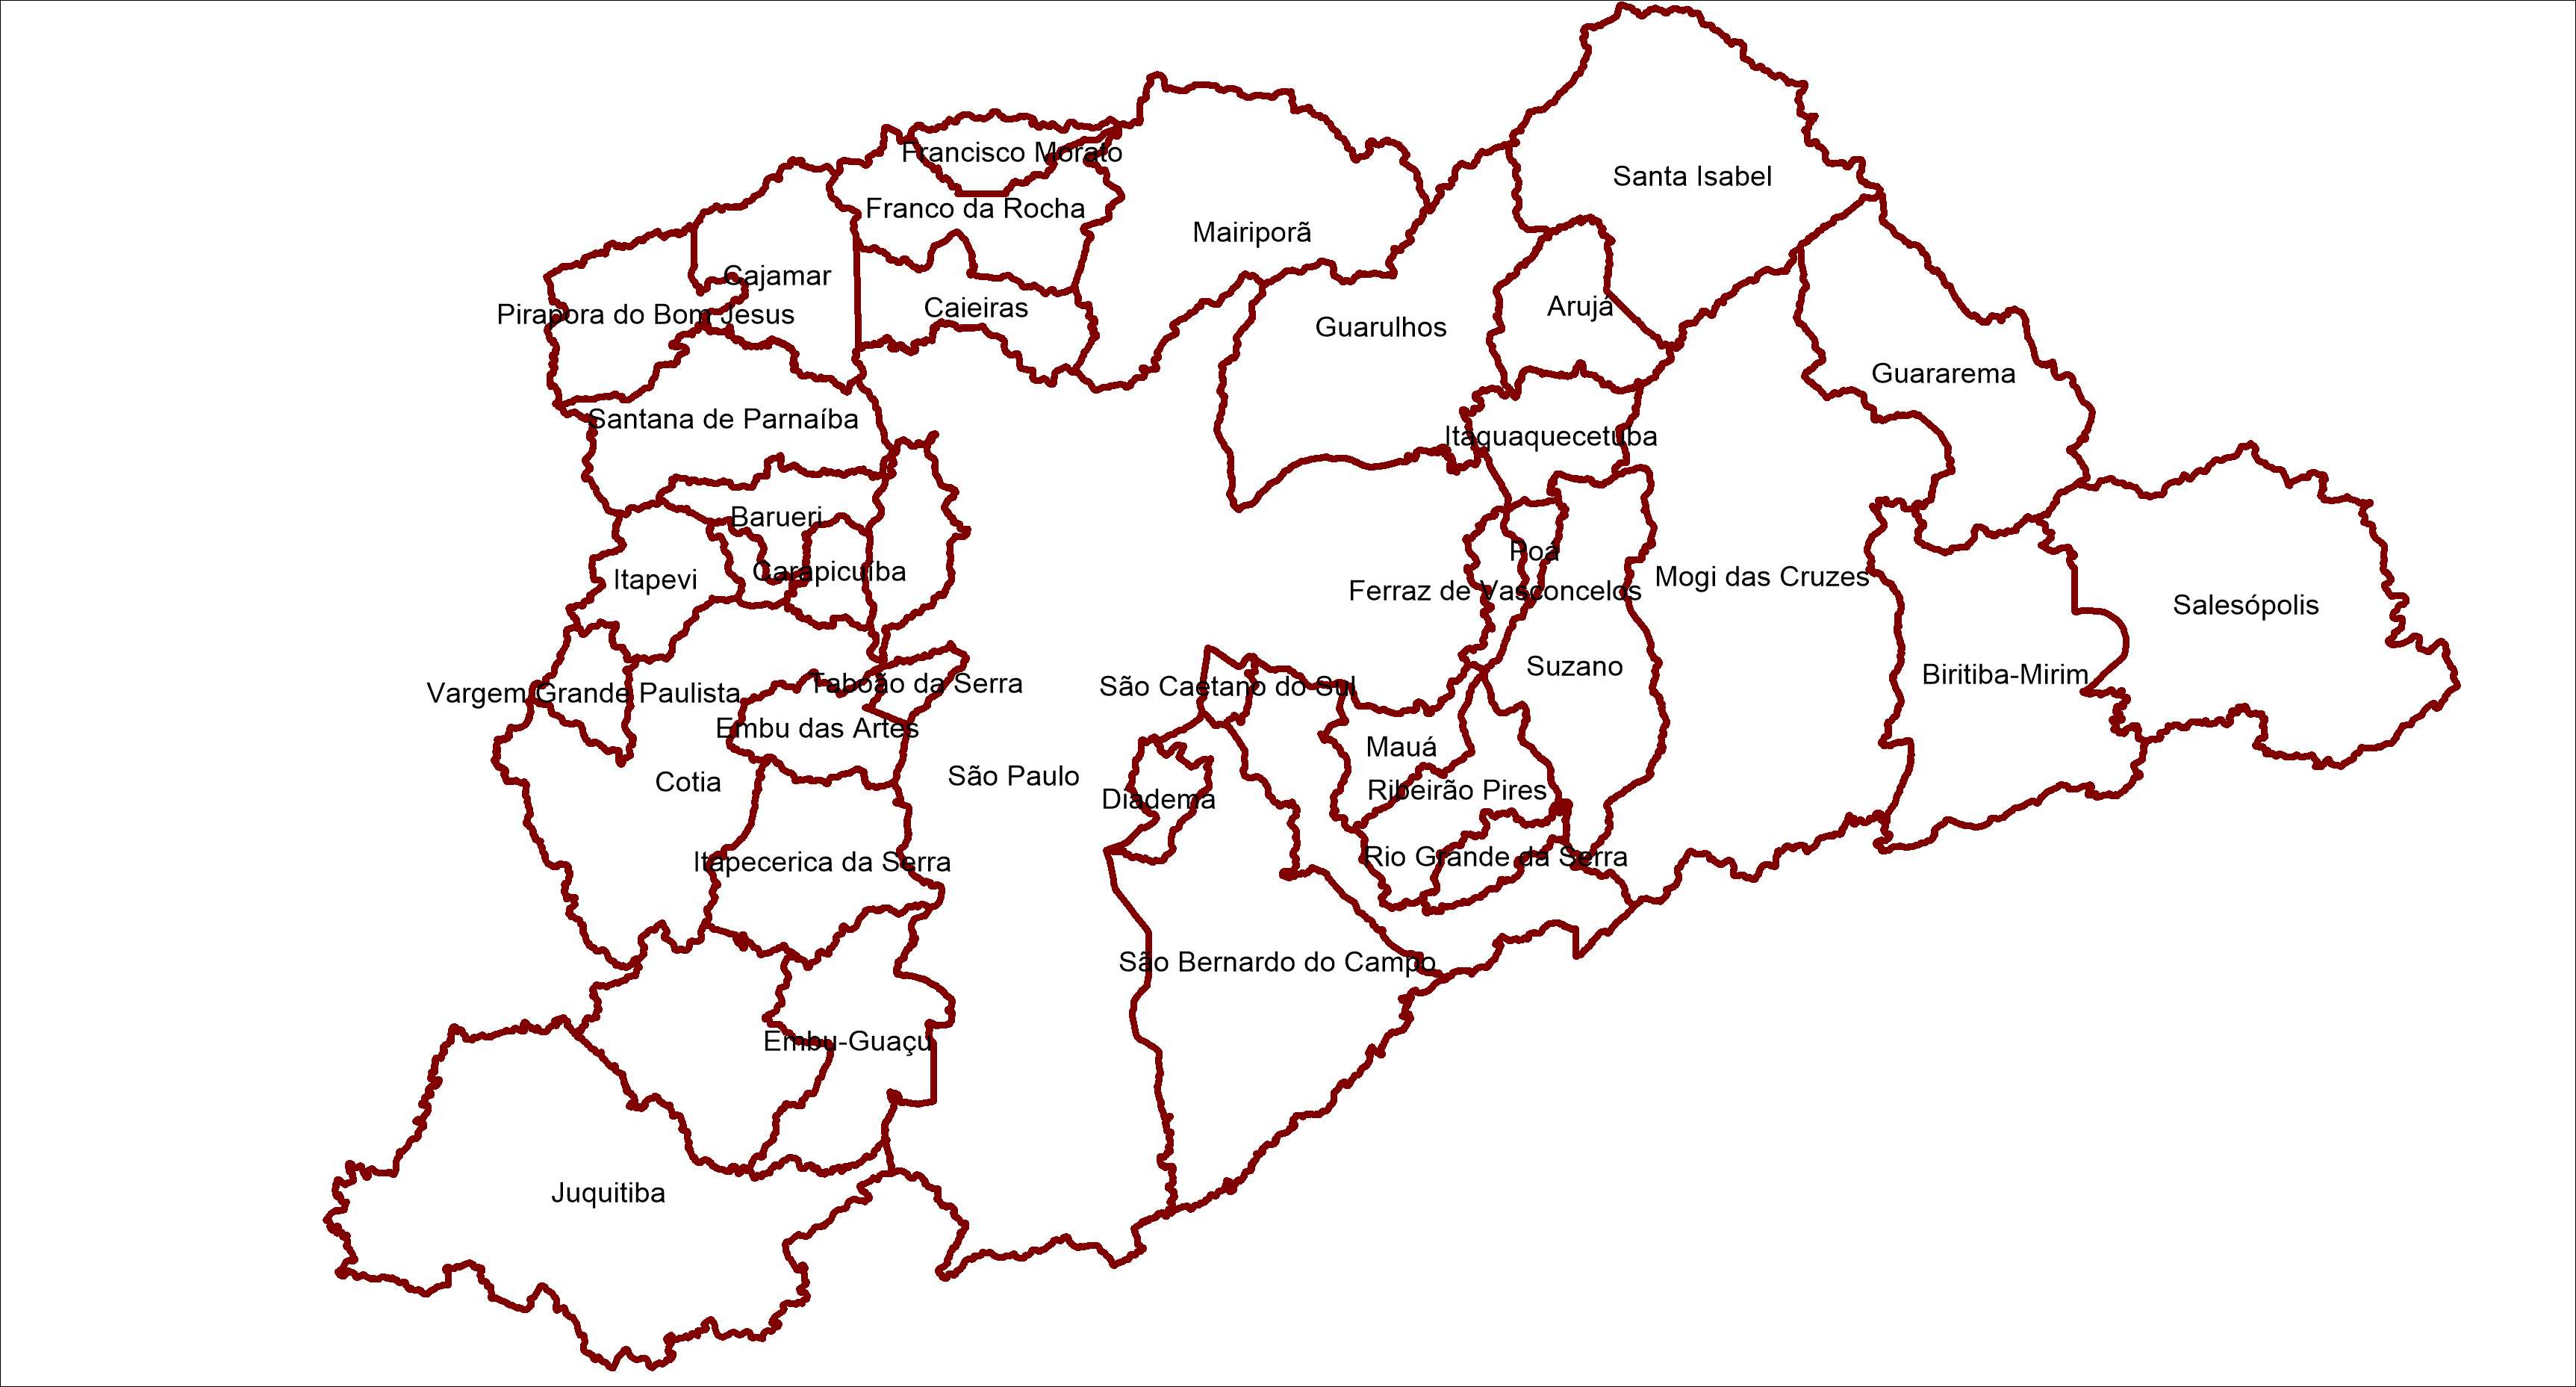 Francisco Morato
Santa Isabel
Franco da Rocha
Mairiporã
Cajamar
Caieiras
Arujá
Pirapora do Bom Jesus
Guarulhos
Guararema
Santana de Parnaíba
Itaquaquecetuba
Barueri
Poá
Carapicuíba
Itapevi
Mogi das Cruzes
Ferraz de Vasconcelos
Salesópolis
Suzano
Biritiba-Mirim
Taboão da Serra
São Caetano do Sul
Vargem Grande Paulista
Embu das Artes
Mauá
São Paulo
Cotia
Ribeirão Pires
Diadema
Rio Grande da Serra
Itapecerica da Serra
São Bernardo do Campo
Embu-Guaçu
Juquitiba